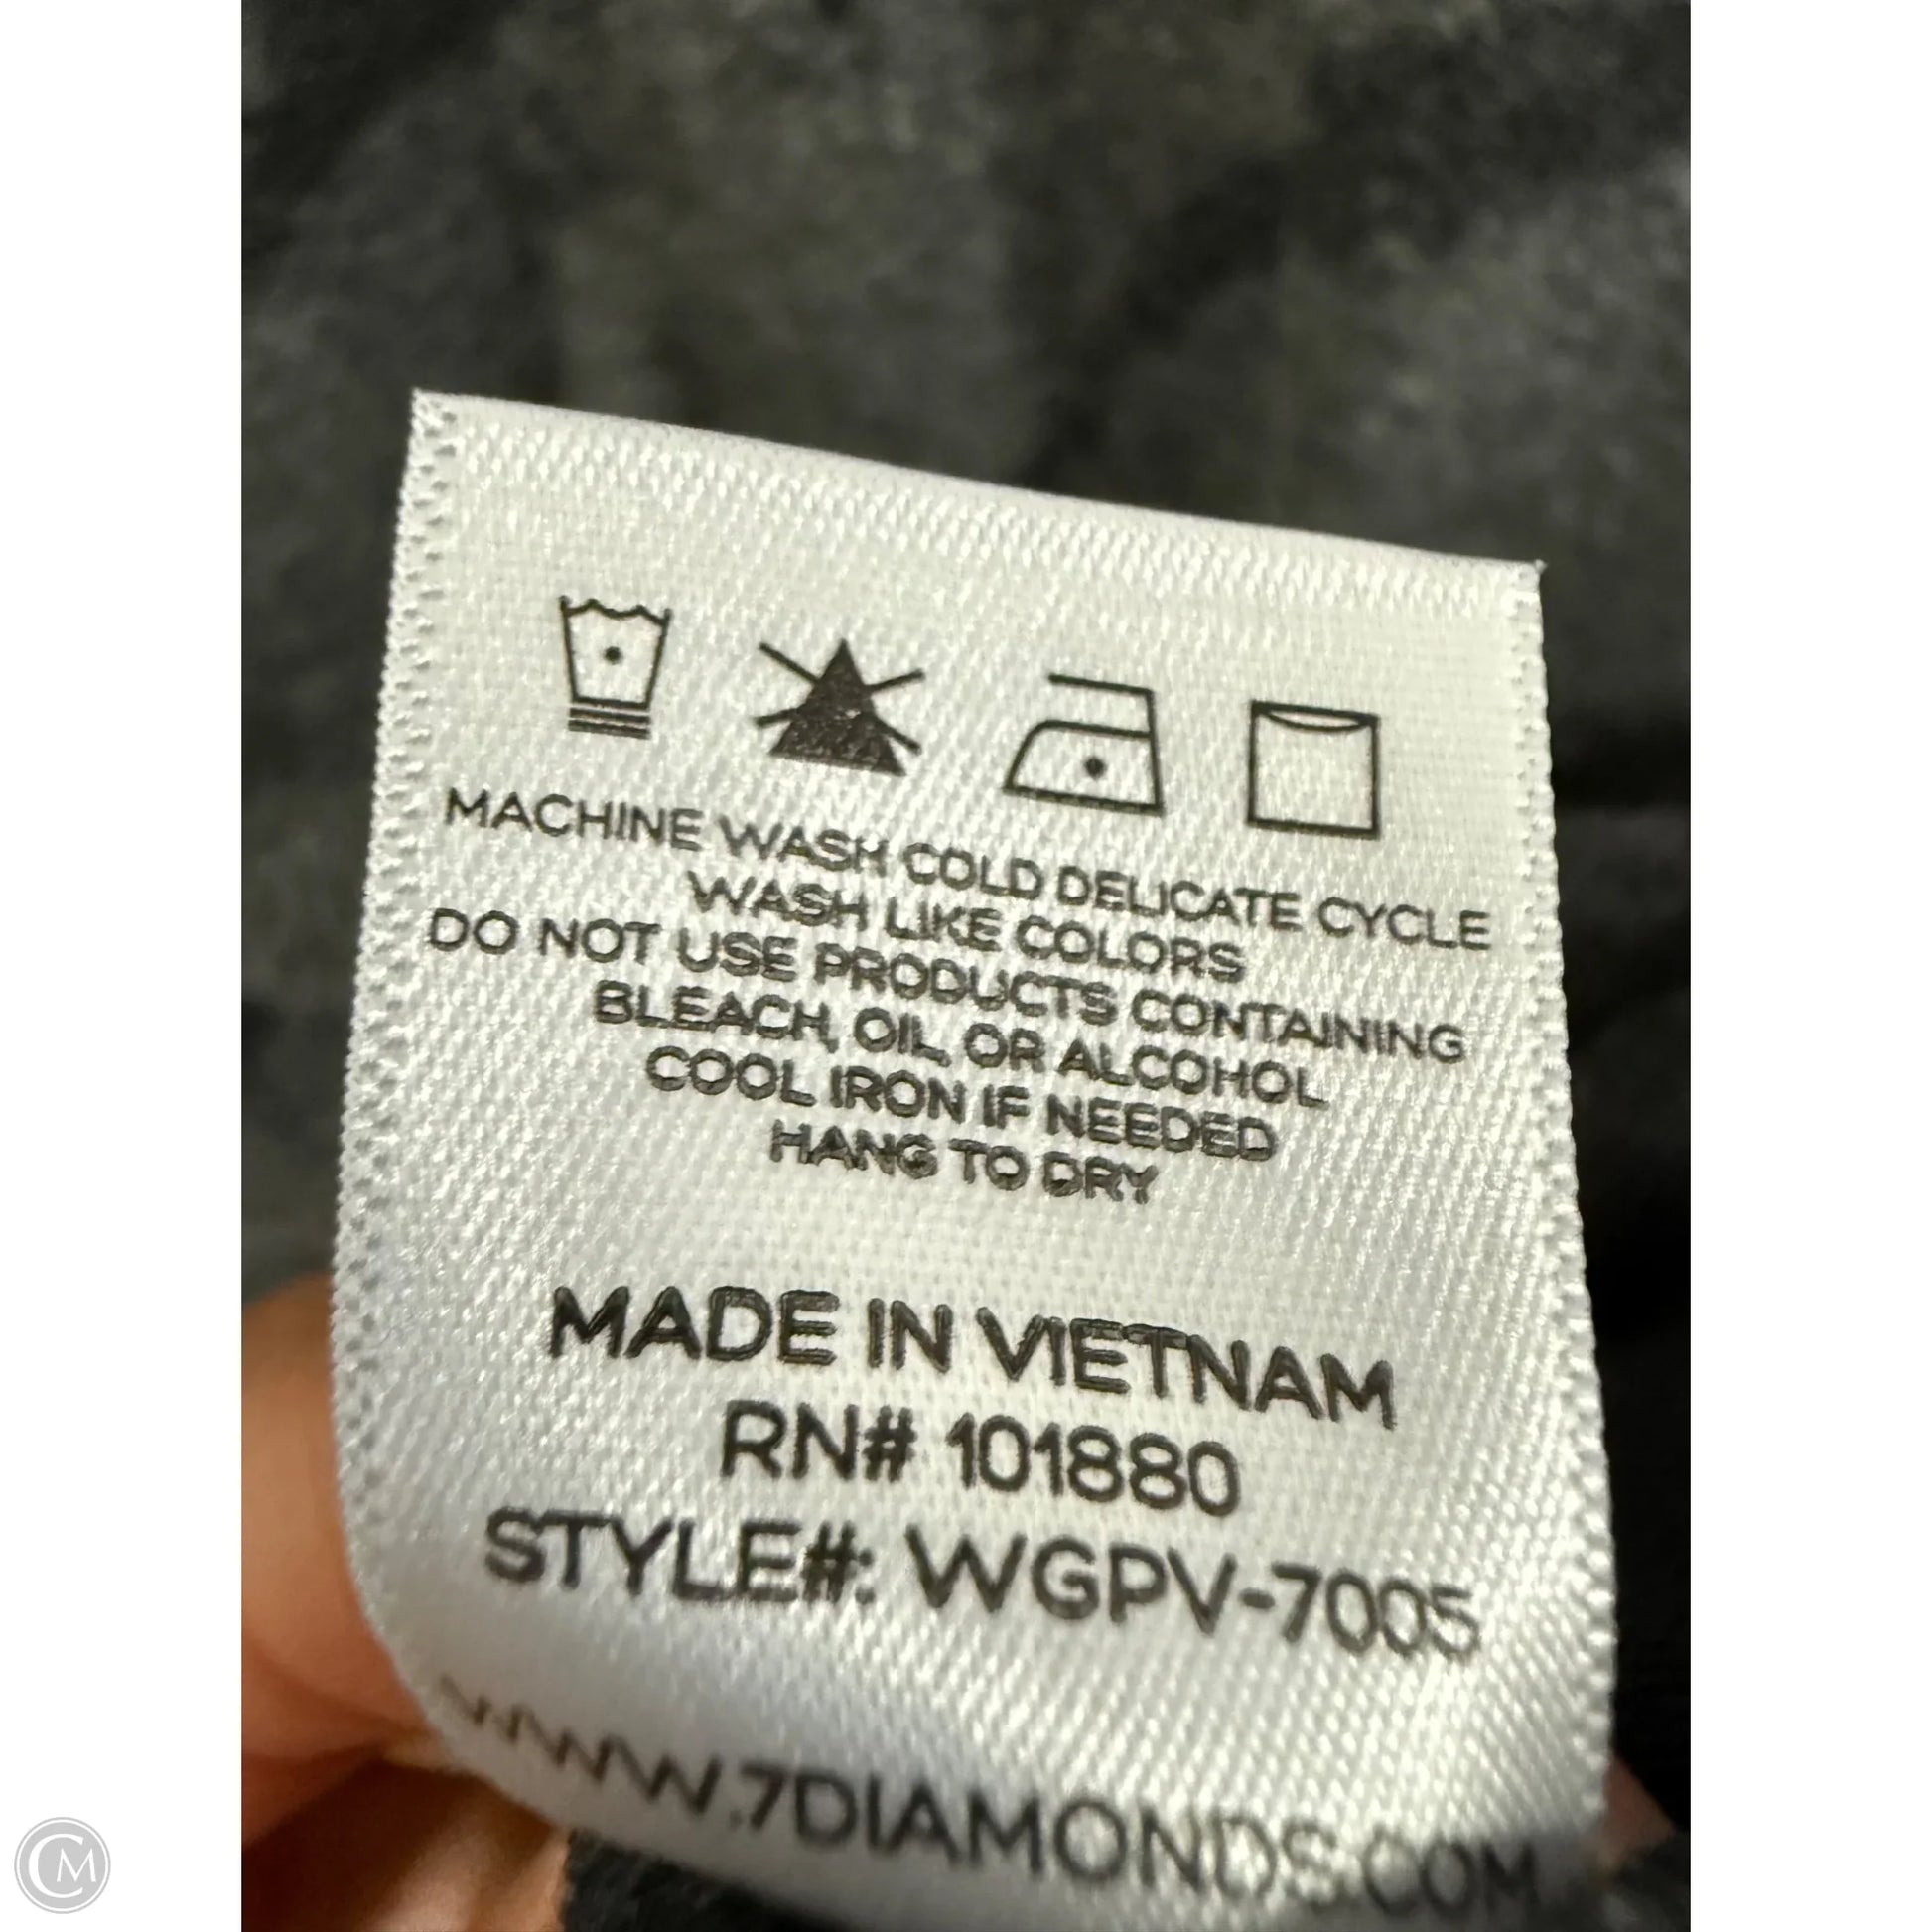 MACHINE WASH COLD DELICATE CYCLE
WASH LIKE COLORS
DO NOT USE PRODUCTS CONTAINING
BLEACH, OIL, OR ALCOHOL
COOL IRON IF NEEDED
HANG TO DRY
MADE IN VIETNAM
RN# 101880
STYLE#: WGPV-7005
WWW.7DIAMONDS.COM
CM